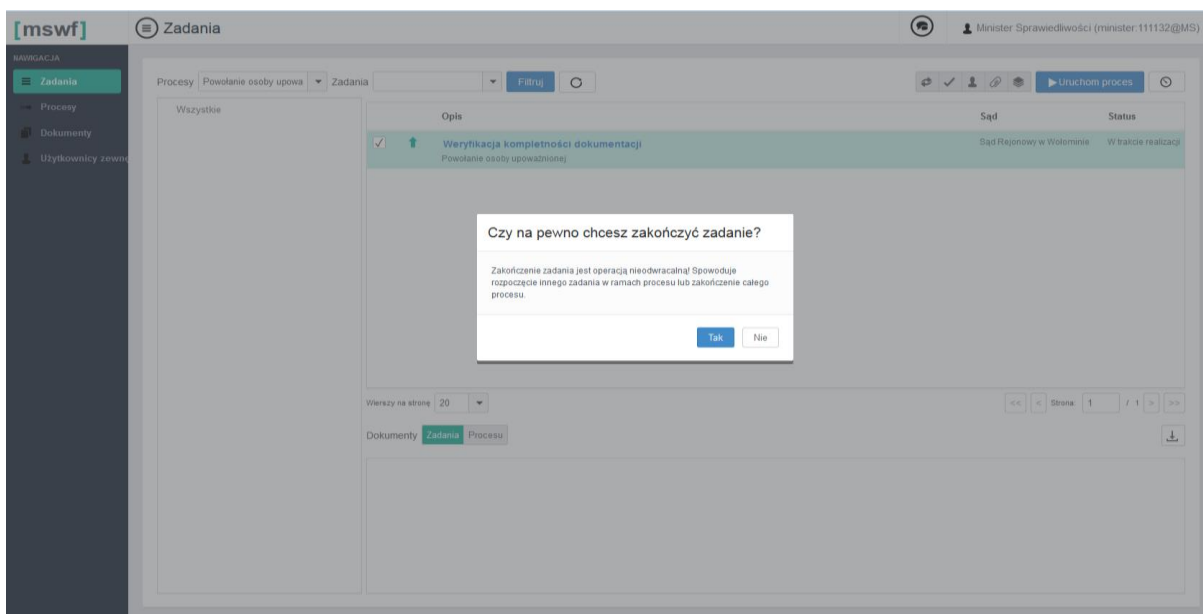 [mswf]
Zadania
Minister Sprawiedliwości (minister.111132@MS)
NAWIGACJA
Zadania
Procesy
Dokumenty
Użytkownicy zewnę
Procesy Powołanie osoby upowa Zadania Filtruj Uruchom proces
Wszystkie
Opis Sąd Status
Weryfikacja kompletności dokumentacji Sąd Rejonowy w Wołominie W trakcie realizacji
Powołanie osoby upoważnionej
Czy na pewno chcesz zakończyć zadanie?
Zakończenie zadania jest operacją nieodwracalną! Spowoduje
rozpoczęcie innego zadania w ramach procesu lub zakończenie całego
procesu.
Tak Nie
Wierszy na stronę 20 << < Strona: 1 / 1 > >>
Dokumenty Zadania Procesu